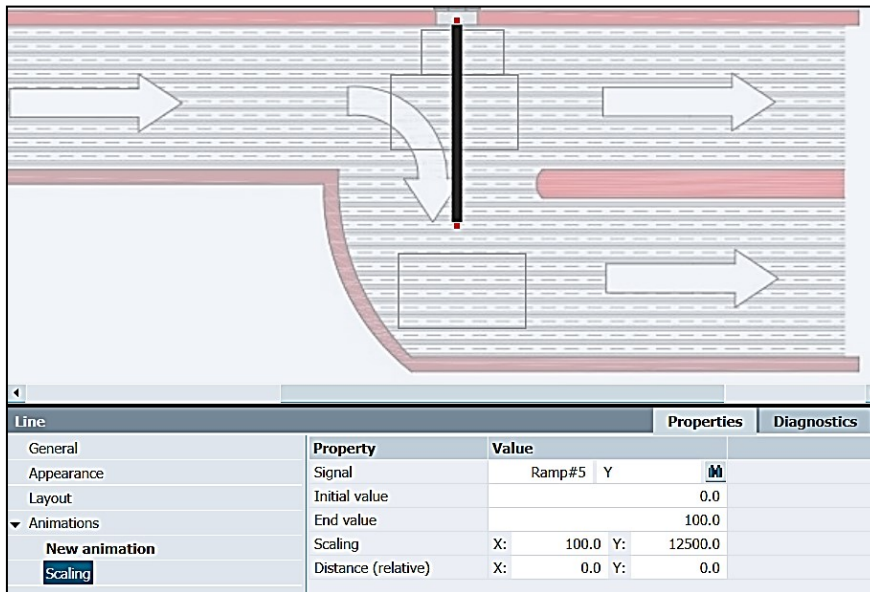 Line Properties Diagnostics
General
Appearance
Layout
Animations
New animation
Scaling
Property Value
Signal Ramp#5 Y
Initial value 0.0
End value 100.0
Scaling X: 100.0 Y: 12500.0
Distance (relative) X: 0.0 Y: 0.0